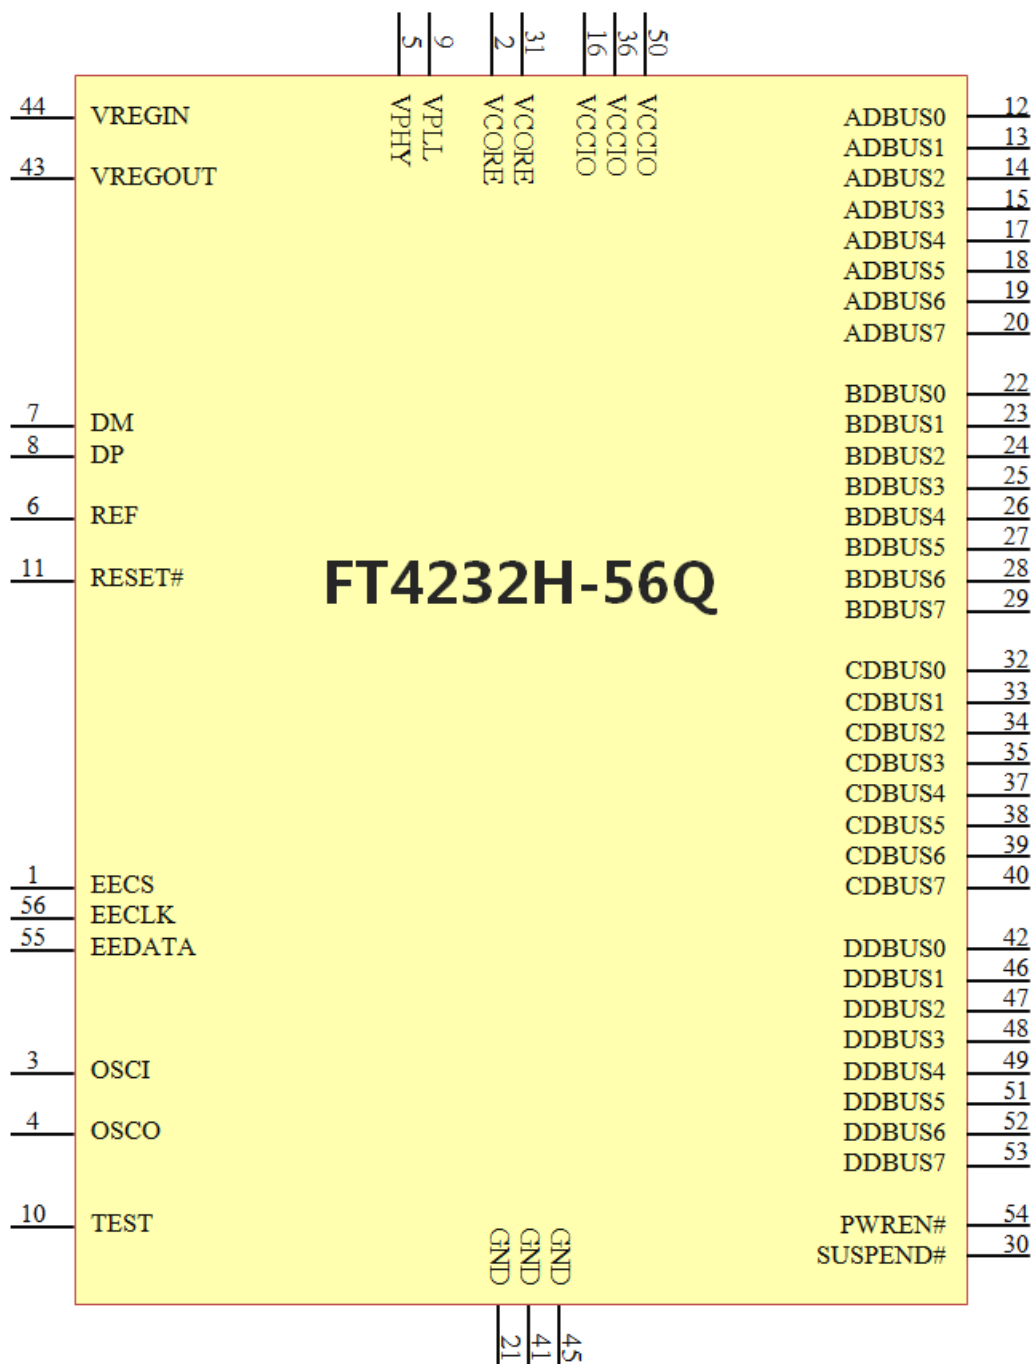 5 9 2 31 16 36 50
VPHY VPLL VCORE VCORE VCCIO VCCIO VCCIO
44 VREGIN
43 VREGOUT
7 DM
8 DP
6 REF
11 RESET#
1 EECS
56 EECLK
55 EEDATA
3 OSCI
4 OSCO
10 TEST
FT4232H-56Q
ADBUS0 12
ADBUS1 13
ADBUS2 14
ADBUS3 15
ADBUS4 17
ADBUS5 18
ADBUS6 19
ADBUS7 20
BDBUS0 22
BDBUS1 23
BDBUS2 24
BDBUS3 25
BDBUS4 26
BDBUS5 27
BDBUS6 28
BDBUS7 29
CDBUS0 32
CDBUS1 33
CDBUS2 34
CDBUS3 35
CDBUS4 37
CDBUS5 38
CDBUS6 39
CDBUS7 40
DDBUS0 42
DDBUS1 46
DDBUS2 47
DDBUS3 48
DDBUS4 49
DDBUS5 51
DDBUS6 52
DDBUS7 53
PWREN# 54
SUSPEND# 30
GND GND GND
21 41 45